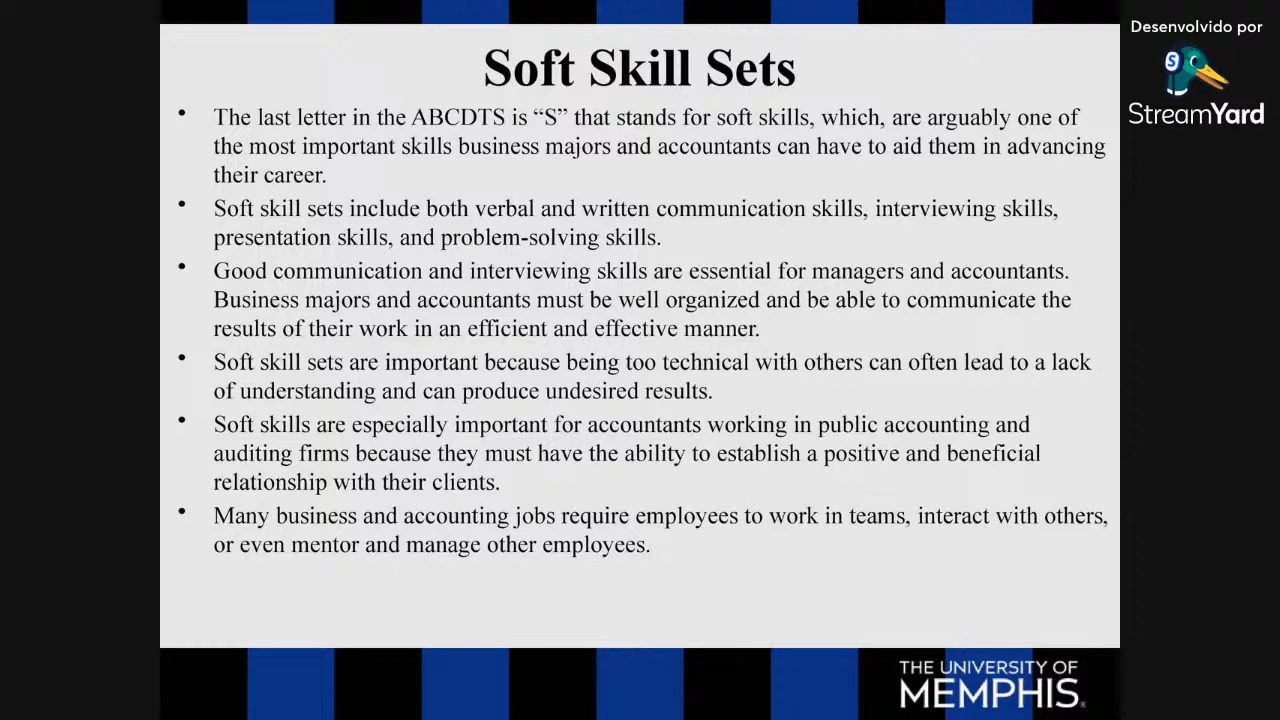 Desenvolvido por
StreamYard
Soft Skill Sets
• The last letter in the ABCDTS is “S” that stands for soft skills, which, are arguably one of
the most important skills business majors and accountants can have to aid them in advancing
their career.
• Soft skill sets include both verbal and written communication skills, interviewing skills,
presentation skills, and problem-solving skills.
• Good communication and interviewing skills are essential for managers and accountants.
Business majors and accountants must be well organized and be able to communicate the
results of their work in an efficient and effective manner.
• Soft skill sets are important because being too technical with others can often lead to a lack
of understanding and can produce undesired results.
• Soft skills are especially important for accountants working in public accounting and
auditing firms because they must have the ability to establish a positive and beneficial
relationship with their clients.
• Many business and accounting jobs require employees to work in teams, interact with others,
or even mentor and manage other employees.
THE UNIVERSITY OF
MEMPHIS.